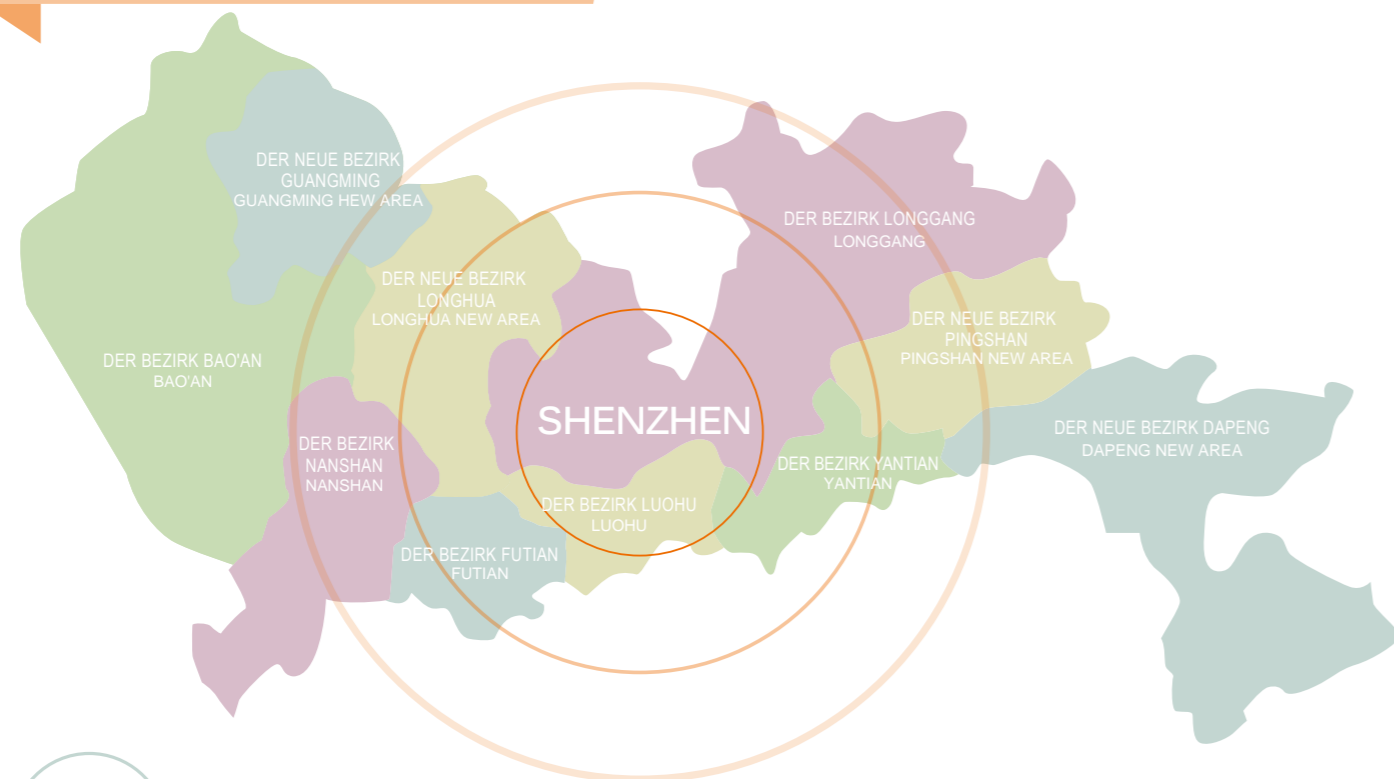 DER NEUE BEZIRK
GUANGMING
GUANGMING HEW AREA
DER BEZIRK LONGGANG
LONGGANG
DER NEUE BEZIRK
LONGHUA
LONGHUA NEW AREA
DER NEUE BEZIRK
PINGSHAN
PINGSHAN NEW AREA
DER BEZIRK BAO'AN
BAO'AN
SHENZHEN
DER NEUE BEZIRK DAPENG
DAPENG NEW AREA
DER BEZIRK
NANSHAN
NANSHAN
DER BEZIRK YANTIAN
YANTIAN
DER BEZIRK LUOHU
LUOHU
DER BEZIRK FUTIAN
FUTIAN